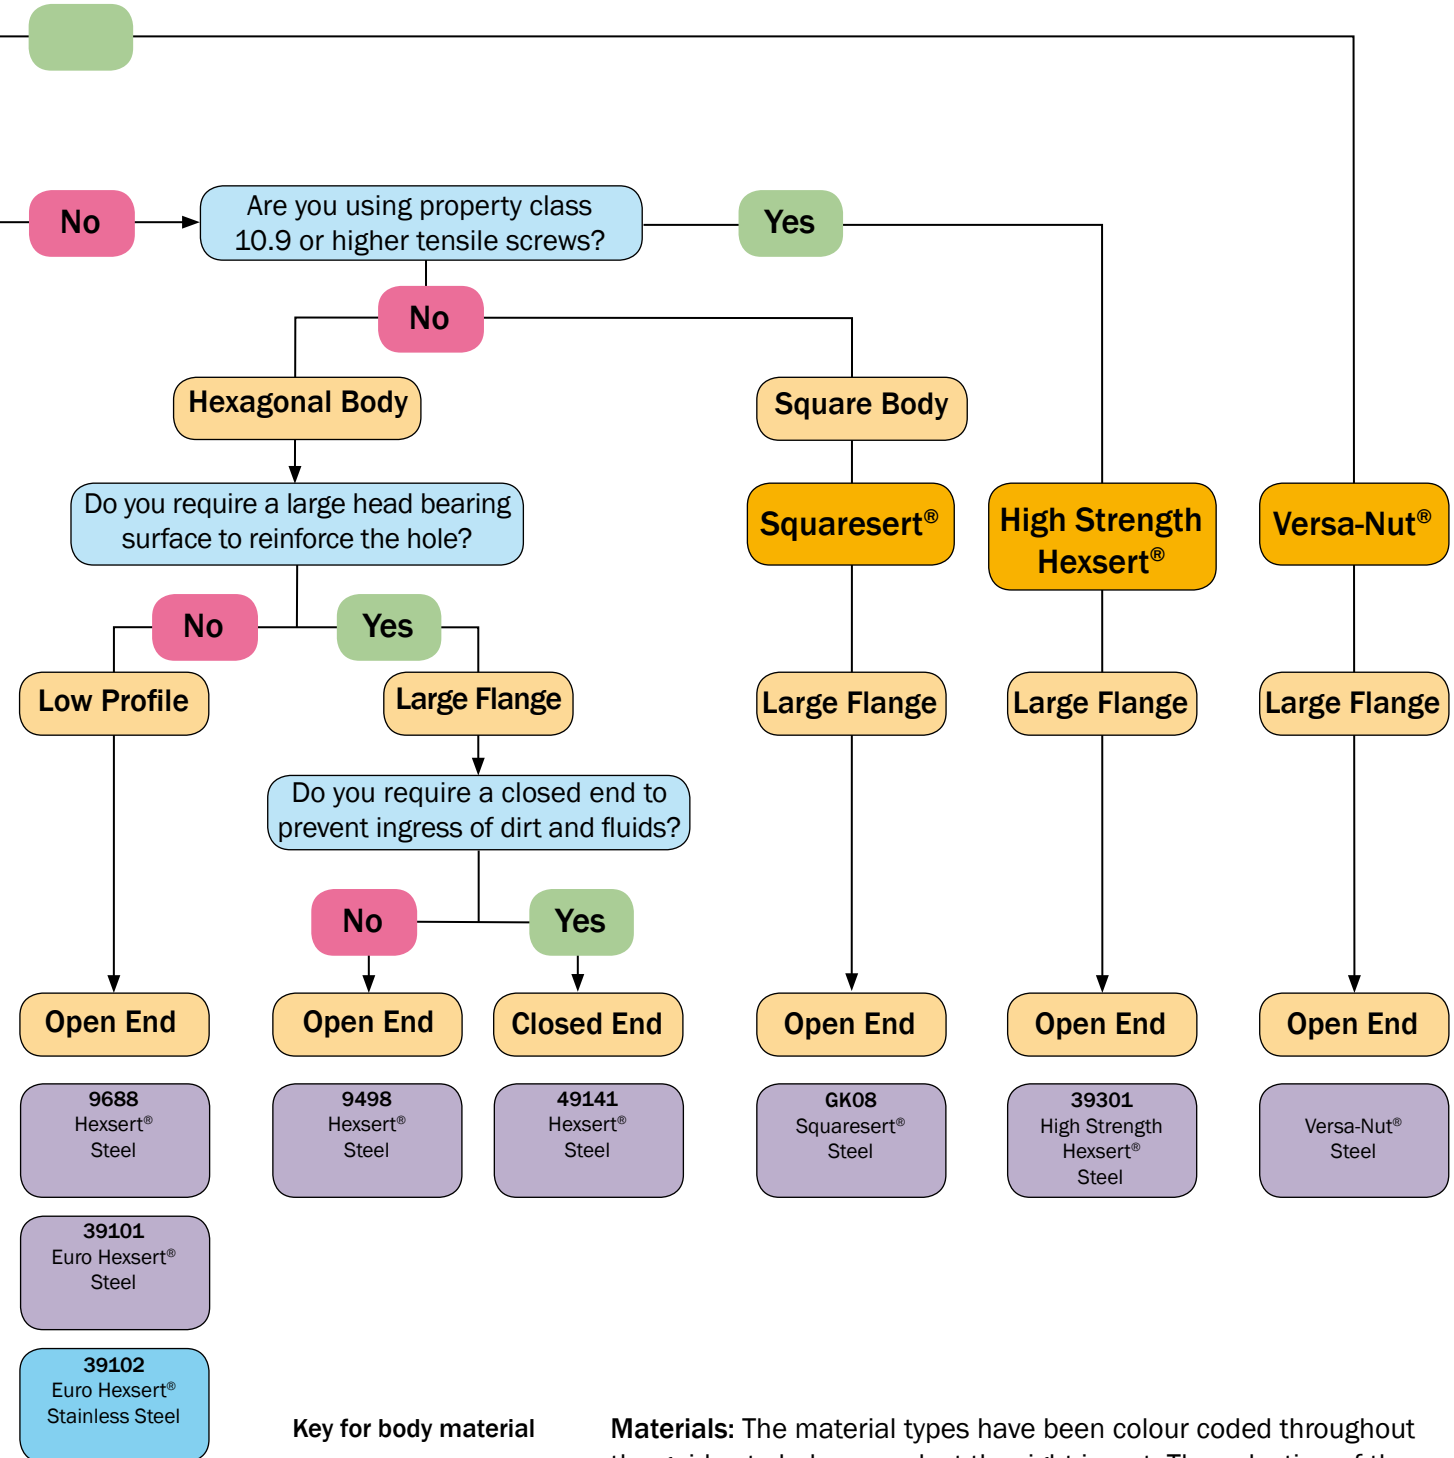 No
Are you using property class
10.9 or higher tensile screws?
Yes
No
Hexagonal Body
Square Body
Do you require a large head bearing
surface to reinforce the hole?
Squaresert®
High Strength
Hexsert®
Versa-Nut®
No
Yes
Low Profile
Large Flange
Large Flange
Large Flange
Large Flange
Do you require a closed end to
prevent ingress of dirt and fluids?
No
Yes
Open End
Open End
Closed End
Open End
Open End
Open End
9688
Hexsert®
Steel
9498
Hexsert®
Steel
49141
Hexsert®
Steel
GK08
Squaresert®
Steel
39301
High Strength
Hexsert®
Steel
Versa-Nut®
Steel
39101
Euro Hexsert®
Steel
39102
Euro Hexsert®
Stainless Steel
Key for body material
Materials: The material types have been colour coded throughout